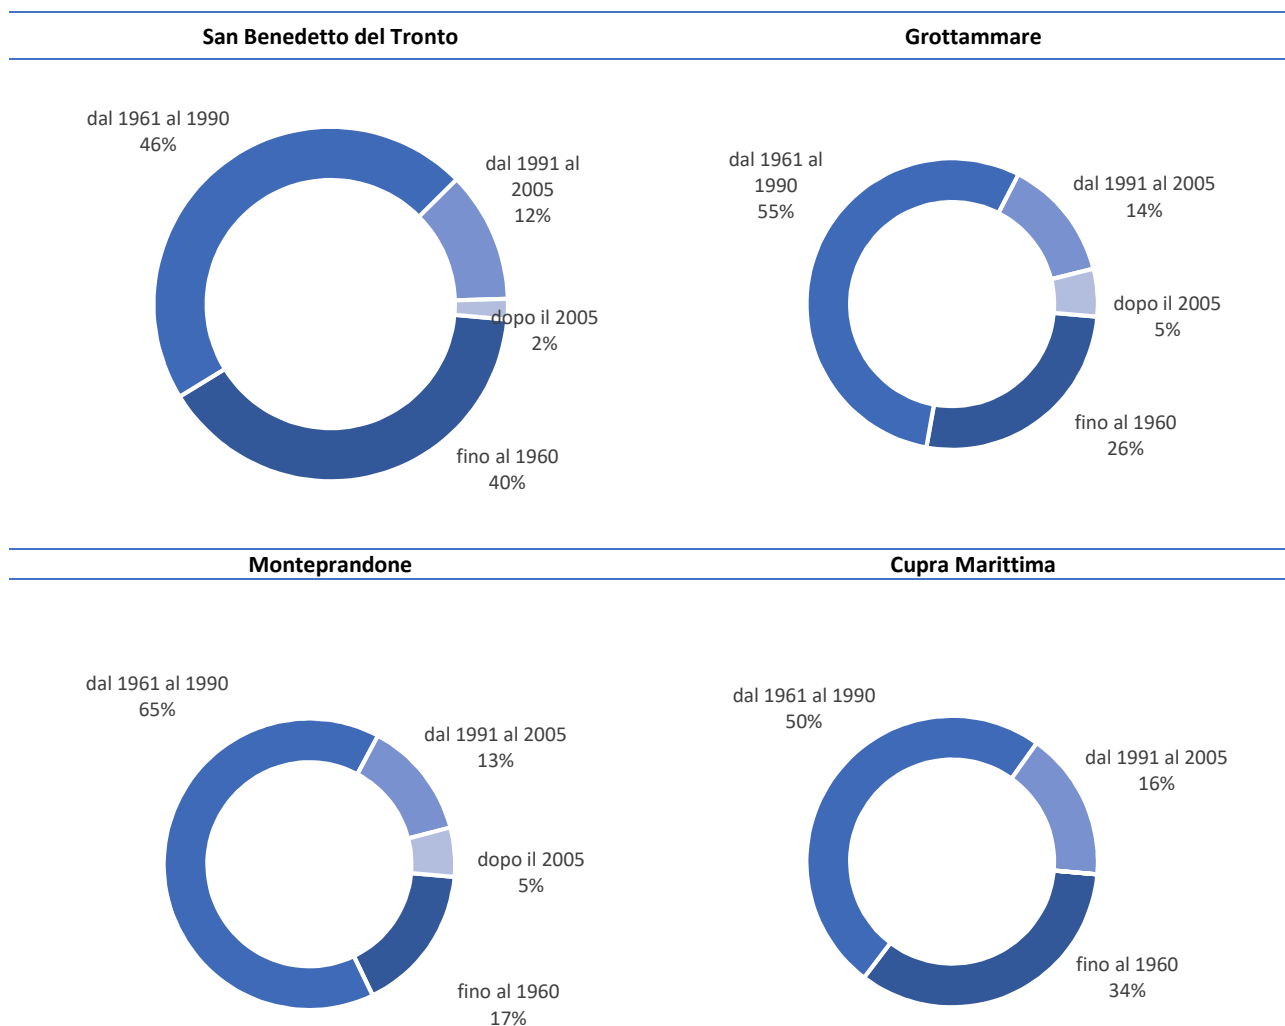 San Benedetto del Tronto
Grottammare
dal 1961 al 1990
46%
dal 1991 al
2005
12%
dopo il 2005
2%
fino al 1960
40%
dal 1961 al
1990
55%
dal 1991 al 2005
14%
dopo il 2005
5%
fino al 1960
26%
Monteprandone
Cupra Marittima
dal 1961 al 1990
65%
dal 1991 al 2005
13%
dopo il 2005
5%
fino al 1960
17%
dal 1961 al 1990
50%
dal 1991 al 2005
16%
fino al 1960
34%